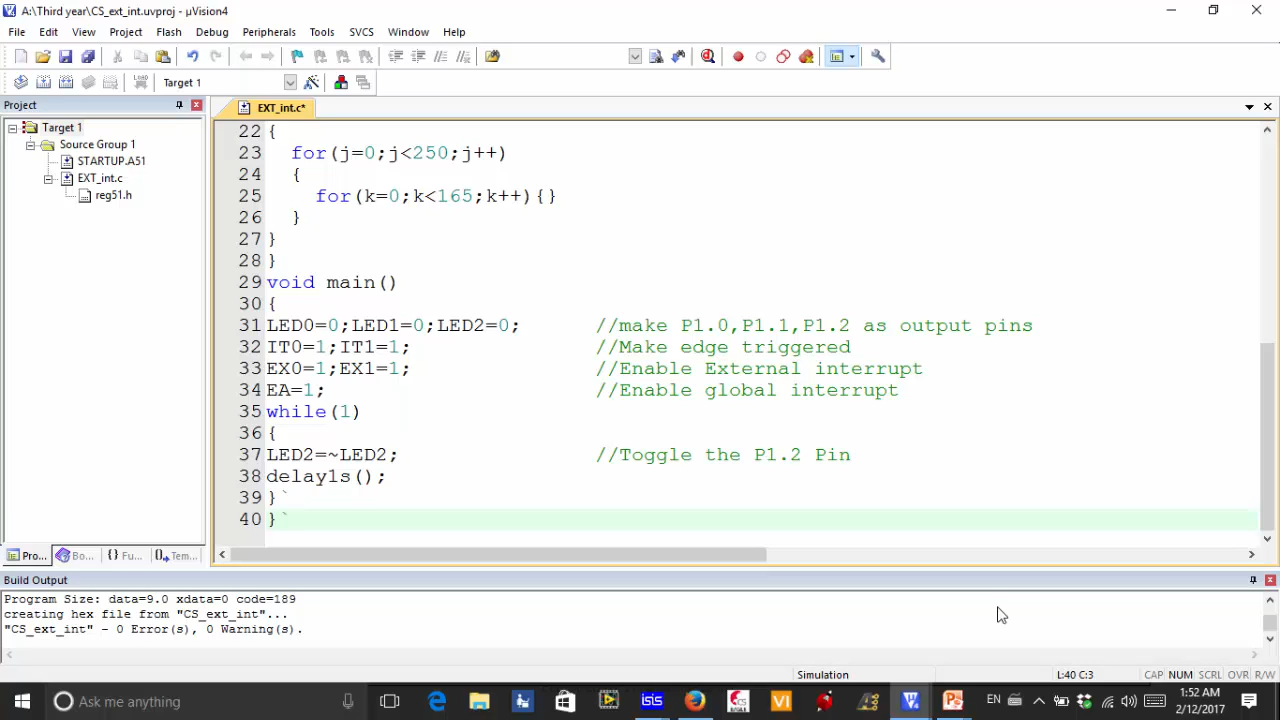 A:\Third year\CS_ext_int.uvproj - µVision4
File Edit View Project Flash Debug Peripherals Tools SVCS Window Help
LOAD Target 1
Project
EXT_int.c*
Target 1
Source Group 1
STARTUP.A51
EXT_int.c
reg51.h
22 {
23 for(j=0;j<250;j++)
24 {
25 for(k=0;k<165;k++){}
26 }
27 }
28 }
29 void main()
30 {
31 LED0=0;LED1=0;LED2=0; //make P1.0,P1.1,P1.2 as output pins
32 IT0=1;IT1=1; //Make edge triggered
33 EX0=1;EX1=1; //Enable External interrupt
34 EA=1; //Enable global interrupt
35 while(1)
36 {
37 LED2=~LED2; //Toggle the P1.2 Pin
38 delay1s();
39 }`
40 }`
Pro... Bo... {} Fu... Tem...
Build Output
Program Size: data=9.0 xdata=0 code=189
creating hex file from "CS_ext_int"...
"CS_ext_int" - 0 Error(s), 0 Warning(s).
Simulation L:40 C:3 CAP NUM SCRL OVR R/W
Ask me anything isis VI EN 1:52 AM
2/12/2017